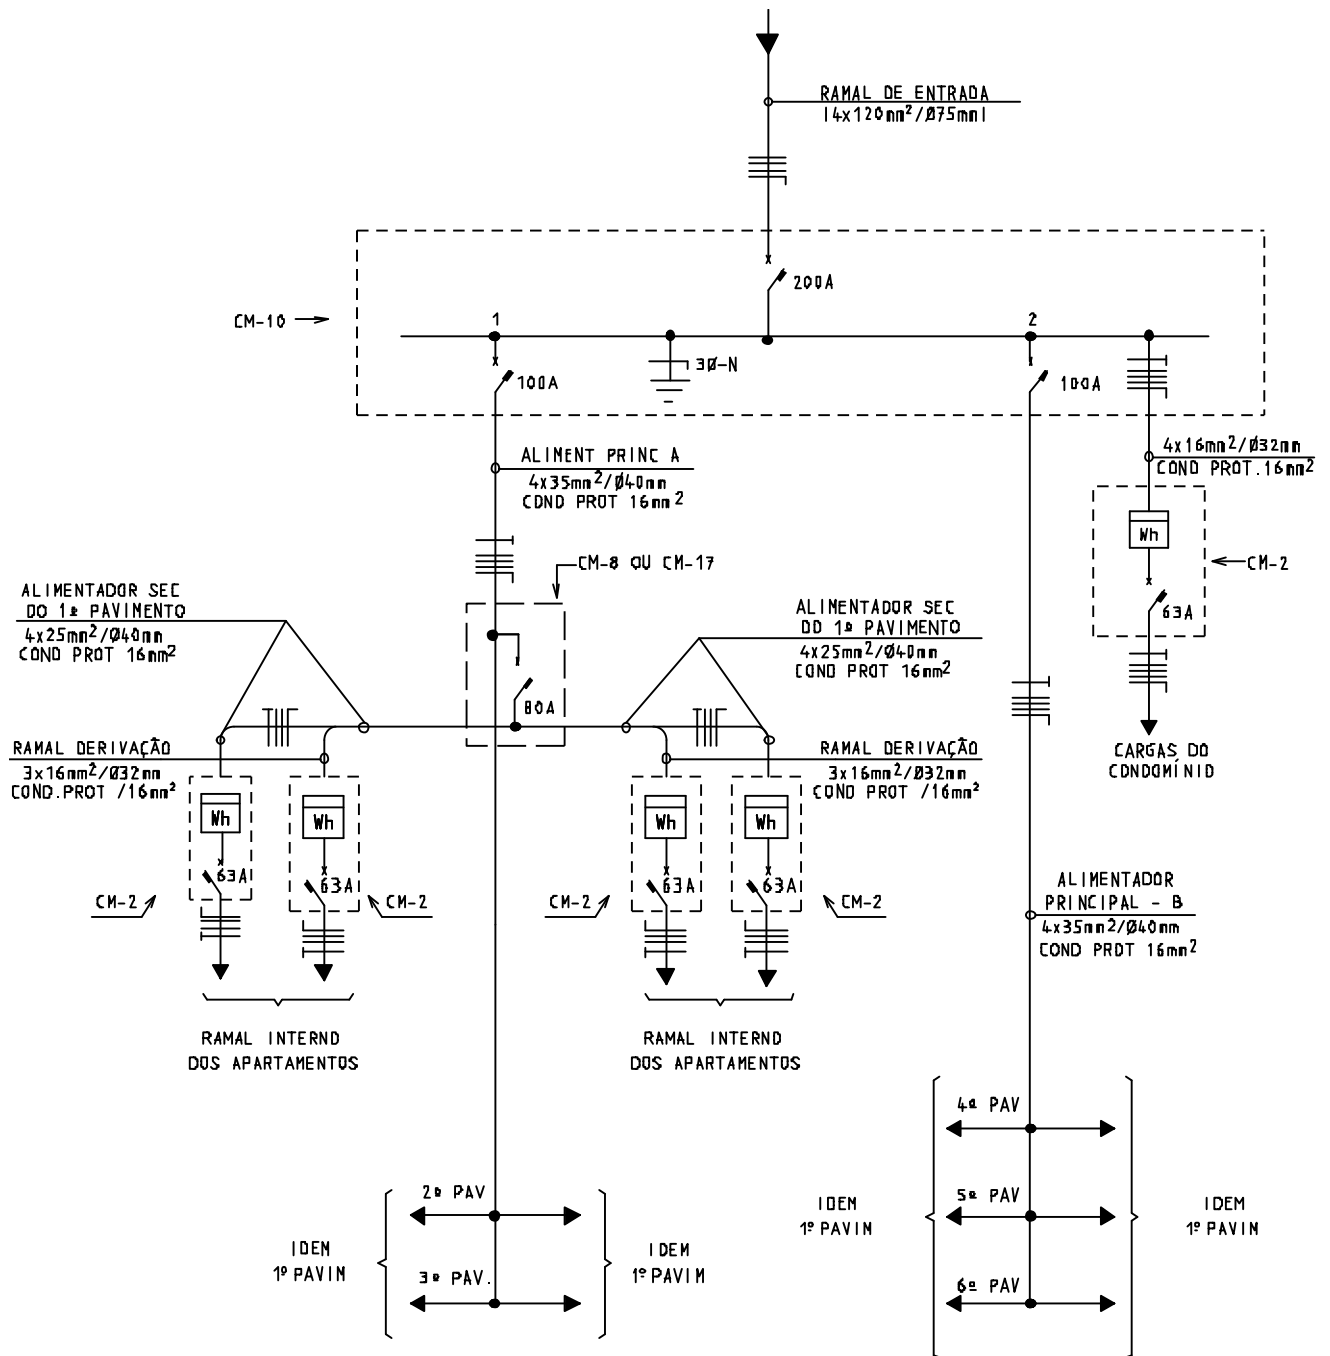 RAMAL DE ENTRADA
(4x120mm²/Ø75mm)
200A
CM-10
1
2
3Ø-N
100A
100A
ALIMENT PRINC A
4x35mm²/Ø40mm
COND PROT 16mm²
4x16mm²/Ø32mm
COND PROT. 16mm²
Wh
CM-2
63A
CARGAS DO
CONDOMÍNIO
CM-8 OU CM-17
80A
ALIMENTADOR SEC
DO 1º PAVIMENTO
4x25mm²/Ø40mm
COND PROT 16mm²
ALIMENTADOR SEC
DO 1º PAVIMENTO
4x25mm²/Ø40mm
COND PROT 16mm²
RAMAL DERIVAÇÃO
3x16mm²/Ø32mm
COND.PROT /16mm²
RAMAL DERIVAÇÃO
3x16mm²/Ø32mm
COND PROT /16mm²
Wh
Wh
Wh
Wh
63A
63A
63A
63A
CM-2
CM-2
CM-2
CM-2
RAMAL INTERNO
DOS APARTAMENTOS
RAMAL INTERNO
DOS APARTAMENTOS
ALIMENTADOR
PRINCIPAL - B
4x35mm²/Ø40mm
COND PROT 16mm²
2º PAV
3º PAV.
IDEM
1º PAVIM
IDEM
1º PAVIM
4º PAV
5º PAV
6º PAV
IDEM
1º PAVIM
IDEM
1º PAVIM